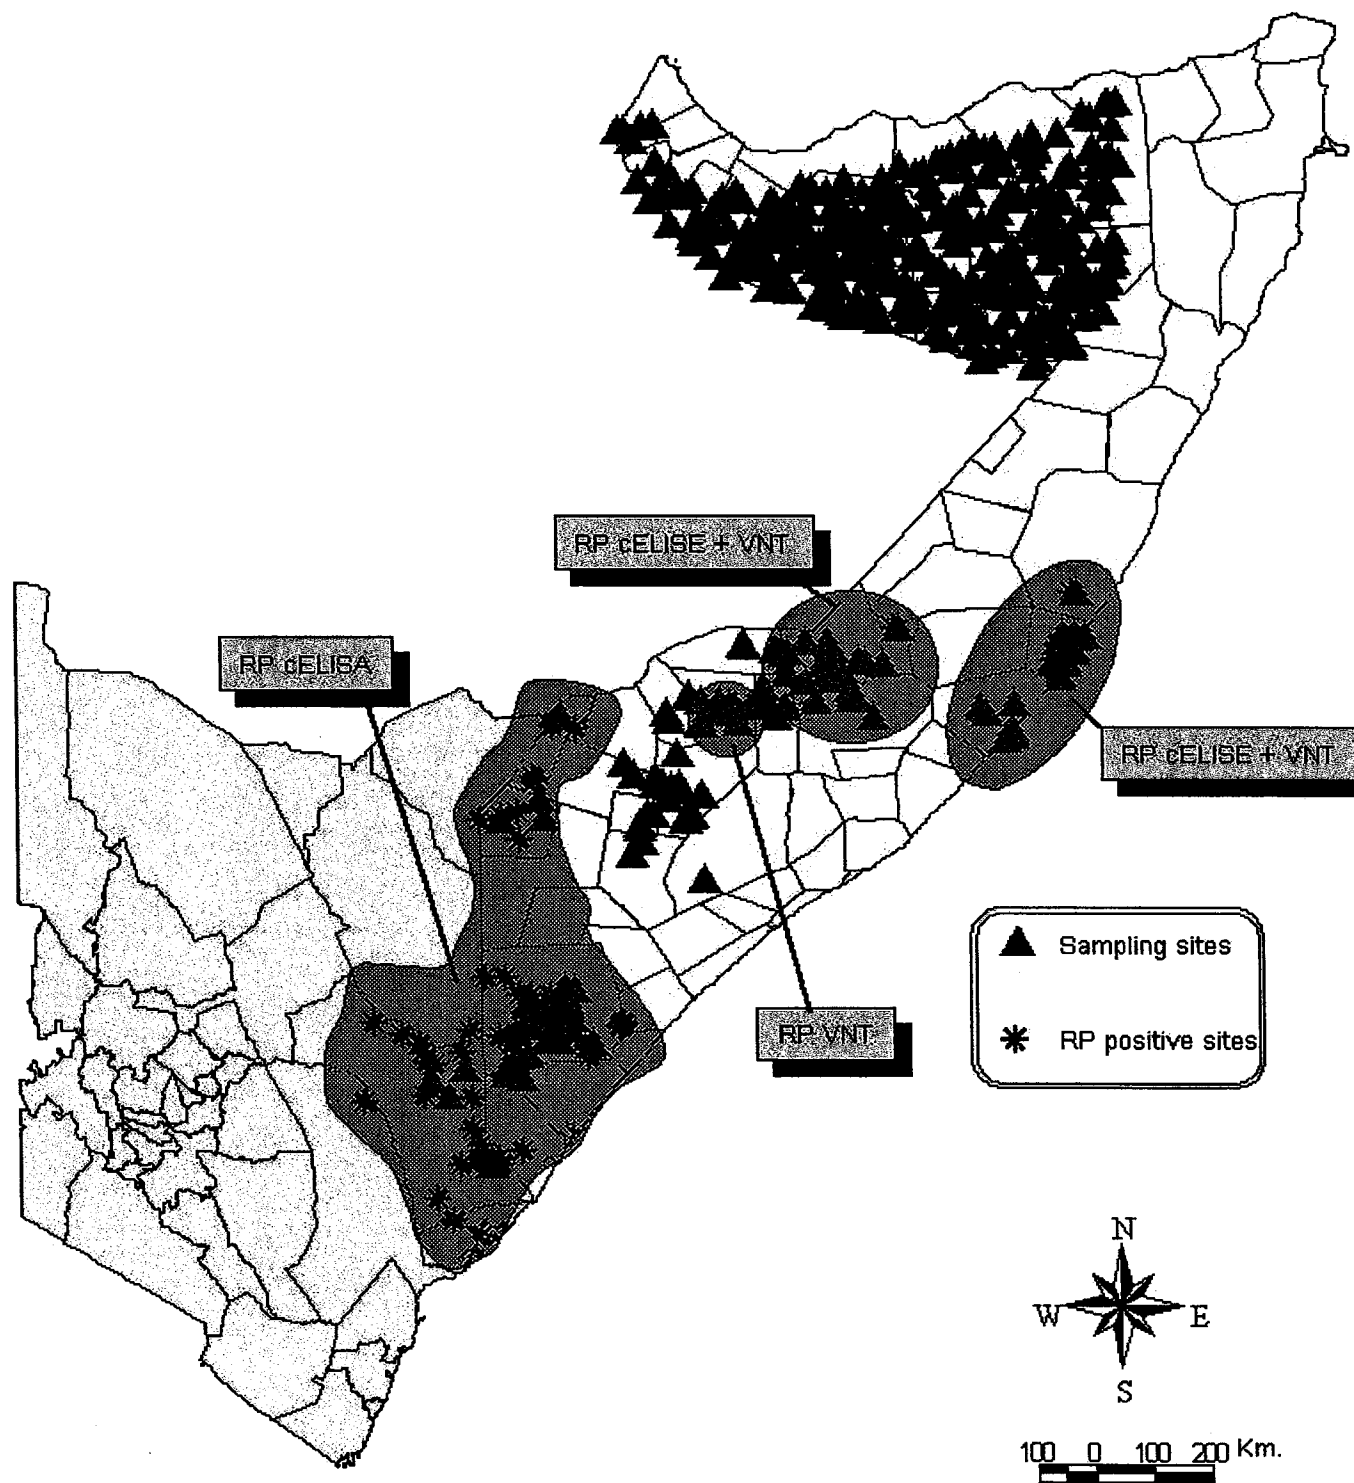 RP cELISE + VNT
RP cELISA
RP cELISE + VNT
RP VNT
Sampling sites
RP positive sites
N
W E
S
100 0 100 200 Km.